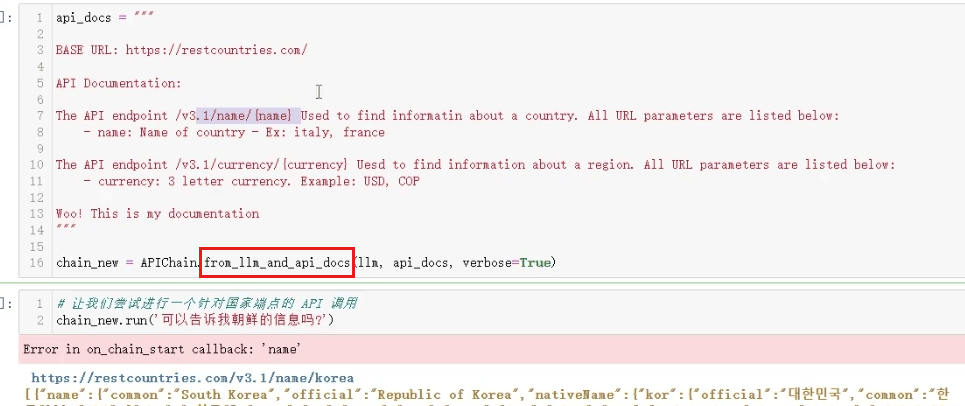 ]:
1 api_docs = """
2
3 BASE URL: https://restcountries.com/
4
5 API Documentation:
6
7 The API endpoint /v3.1/name/{name} Used to find informatin about a country. All URL parameters are listed below:
8 - name: Name of country - Ex: italy, france
9
10 The API endpoint /v3.1/currency/{currency} Uesd to find information about a region. All URL parameters are listed below:
11 - currency: 3 letter currency. Example: USD, COP
12
13 Woo! This is my documentation
14 """
15
16 chain_new = APIChain.from_llm_and_api_docs(llm, api_docs, verbose=True)
]:
1 # 让我们尝试进行一个针对国家端点的 API 调用
2 chain_new.run('可以告诉我朝鲜的信息吗?')
Error in on_chain_start callback: 'name'
https://restcountries.com/v3.1/name/korea
[{"name":{"common":"South Korea","official":"Republic of Korea","nativeName":{"kor":{"official":"대한민국","common":"한